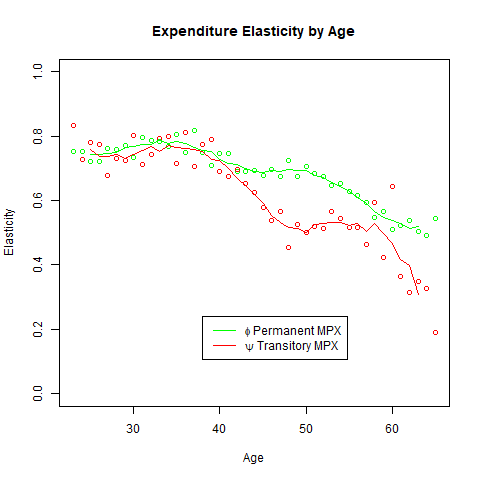 Expenditure Elasticity by Age
1.0
0.8
0.6
0.4
0.2
0.0
Elasticity
ϕ Permanent MPX
ψ Transitory MPX
30
40
50
60
Age